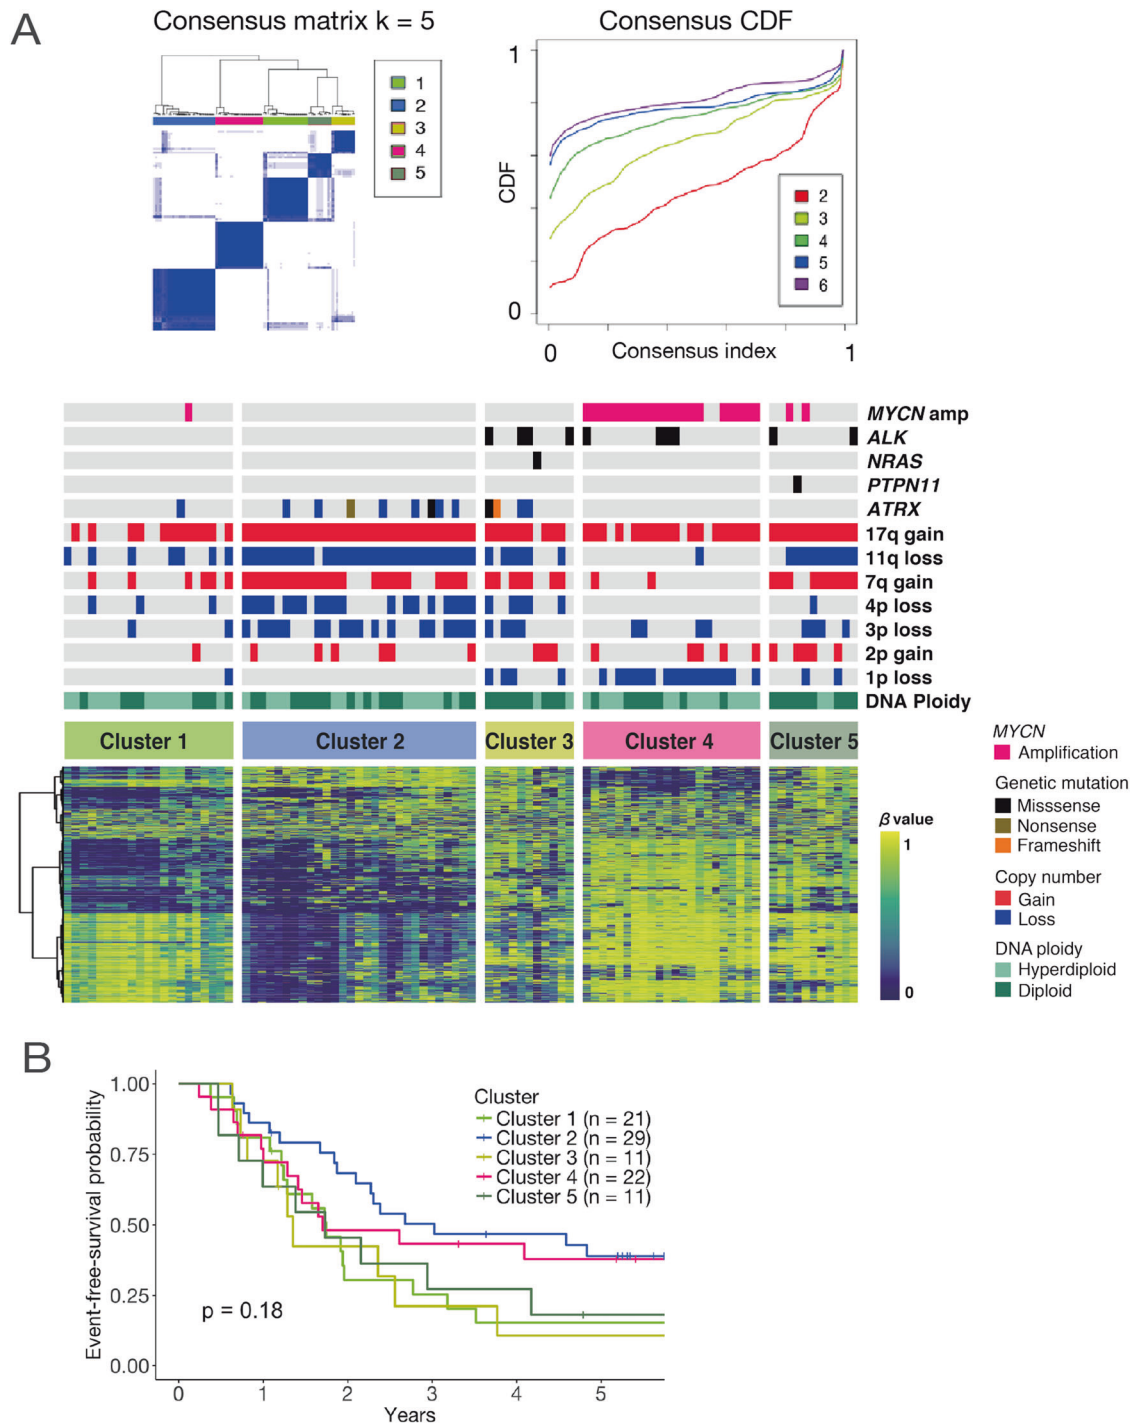 A
Consensus matrix k = 5
1
2
3
4
5
Consensus CDF
1
CDF
0
2
3
4
5
6
0
Consensus index
1
MYCN amp
ALK
NRAS
PTPN11
ATRX
17q gain
11q loss
7q gain
4p loss
3p loss
2p gain
1p loss
DNA Ploidy
Cluster 1
Cluster 2
Cluster 3
Cluster 4
Cluster 5
β value
1
0
MYCN
Amplification
Genetic mutation
Misssense
Nonsense
Frameshift
Copy number
Gain
Loss
DNA ploidy
Hyperdiploid
Diploid
B
Event-free-survival probability
1.00
0.75
0.50
0.25
0.00
Cluster
Cluster 1 (n = 21)
Cluster 2 (n = 29)
Cluster 3 (n = 11)
Cluster 4 (n = 22)
Cluster 5 (n = 11)
p = 0.18
0 1 2 3 4 5
Years